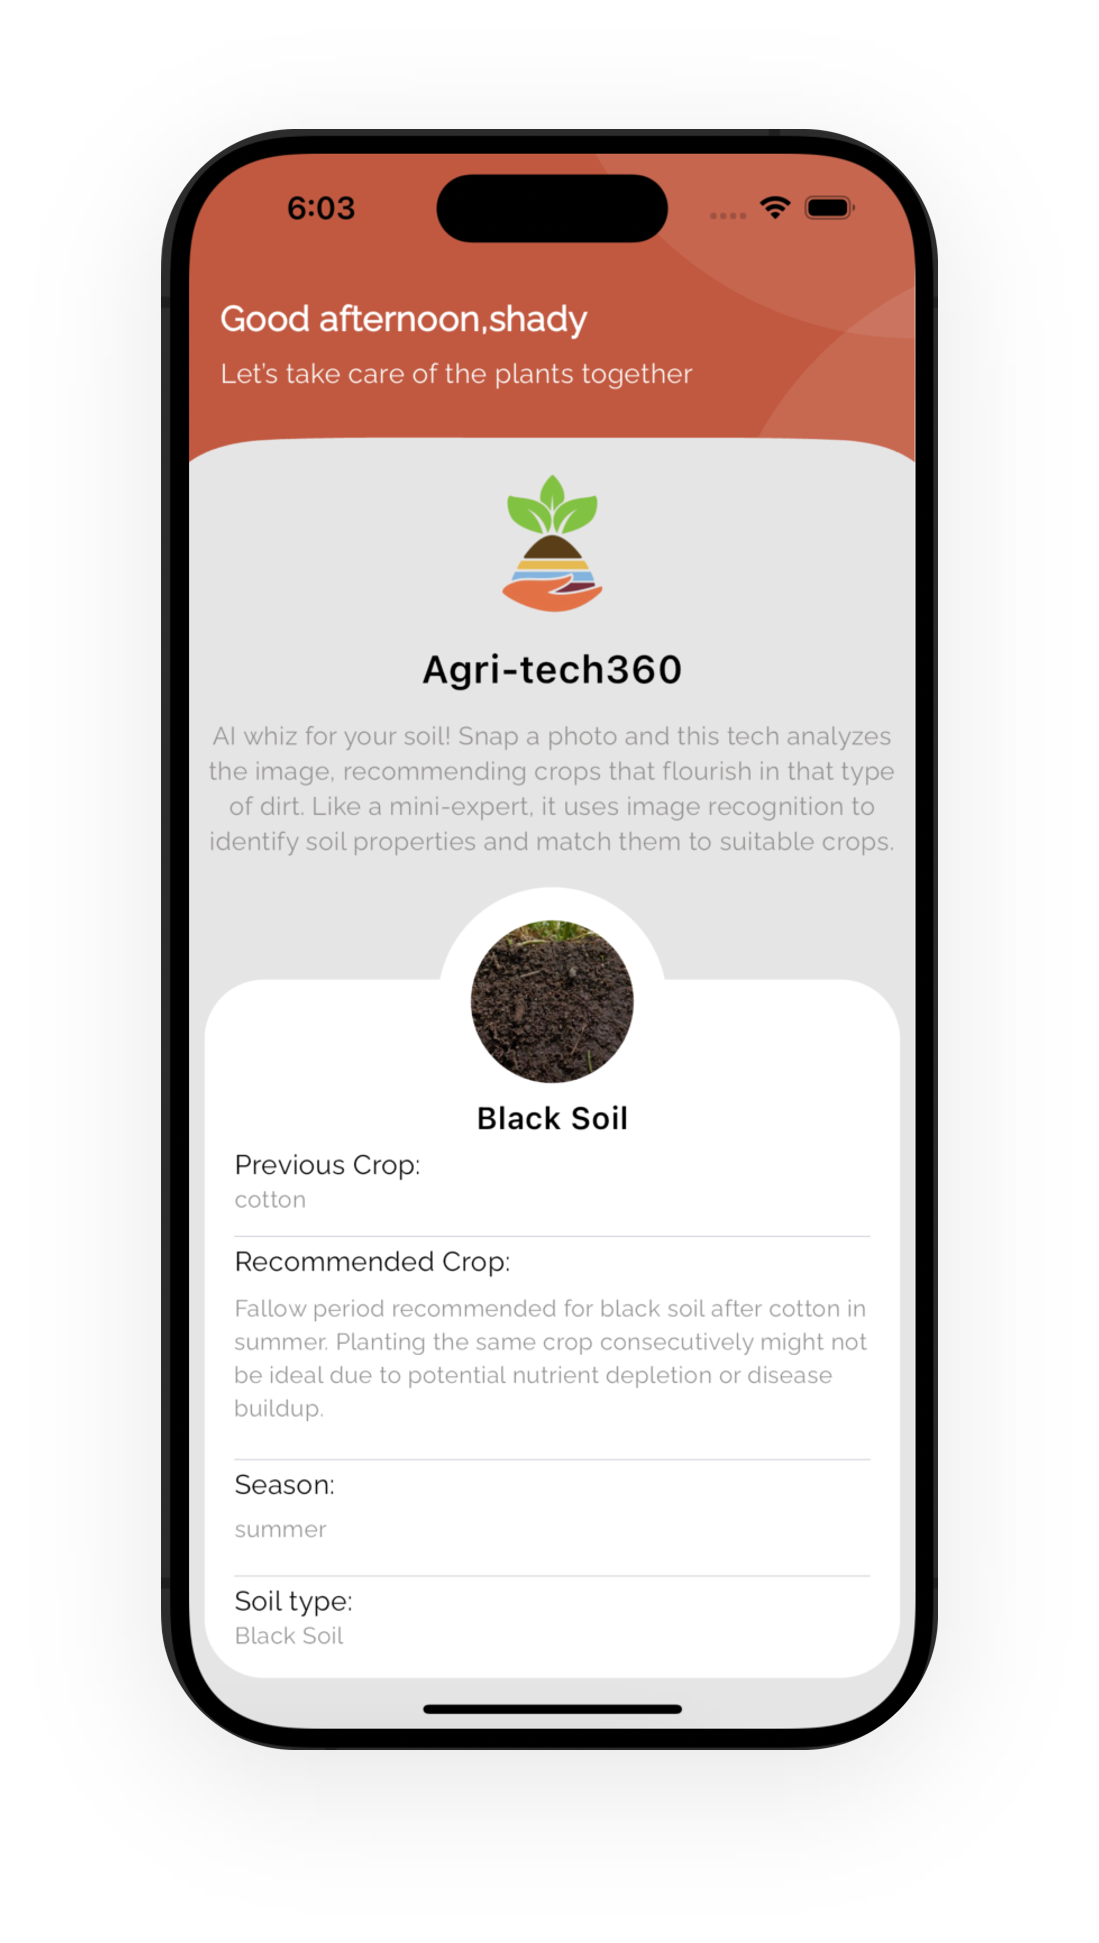 6:03
Good afternoon,shady
Let's take care of the plants together
Agri-tech360
AI whiz for your soil! Snap a photo and this tech analyzes
the image, recommending crops that flourish in that type
of dirt. Like a mini-expert, it uses image recognition to
identify soil properties and match them to suitable crops.
Black Soil
Previous Crop:
cotton
Recommended Crop:
Fallow period recommended for black soil after cotton in
summer. Planting the same crop consecutively might not
be ideal due to potential nutrient depletion or disease
buildup.
Season:
summer
Soil type:
Black Soil